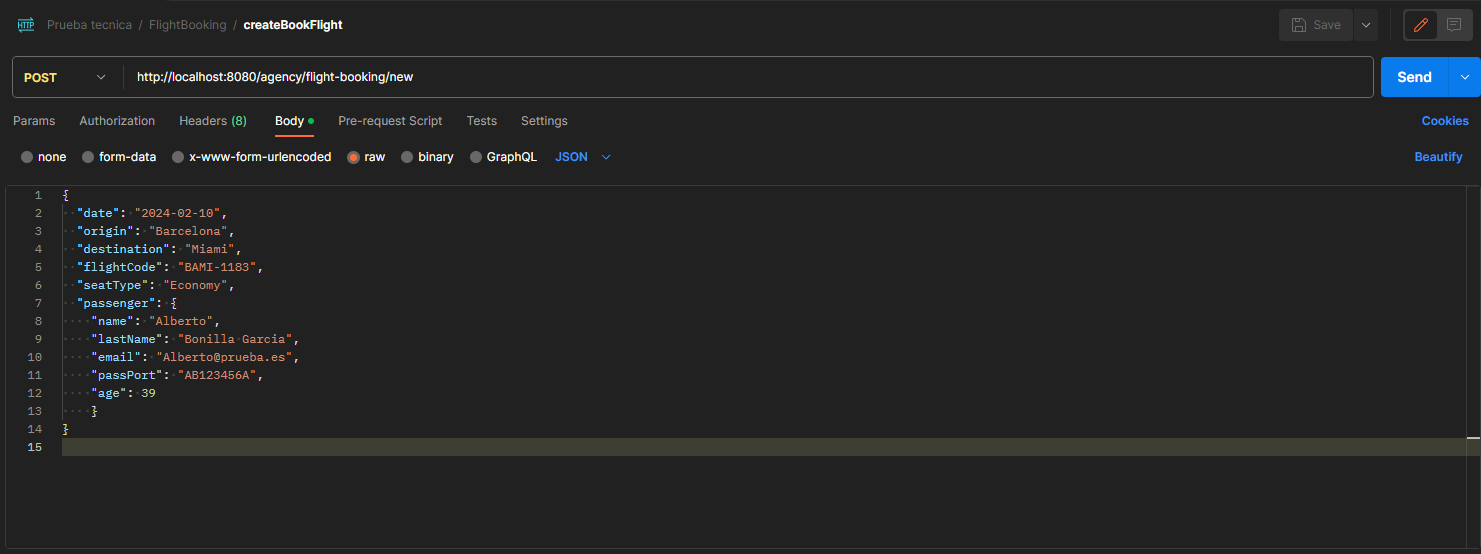 HTTP Prueba tecnica / FlightBooking / createBookFlight Save
POST http://localhost:8080/agency/flight-booking/new Send
Params Authorization Headers (8) Body Pre-request Script Tests Settings Cookies
none form-data x-www-form-urlencoded raw binary GraphQL JSON Beautify
1 {
2 "date": "2024-02-10",
3 "origin": "Barcelona",
4 "destination": "Miami",
5 "flightCode": "BAMI-1183",
6 "seatType": "Economy",
7 "passenger": {
8 "name": "Alberto",
9 "lastName": "Bonilla Garcia",
10 "email": "Alberto@prueba.es",
11 "passPort": "AB123456A",
12 "age": 39
13 }
14 }
15